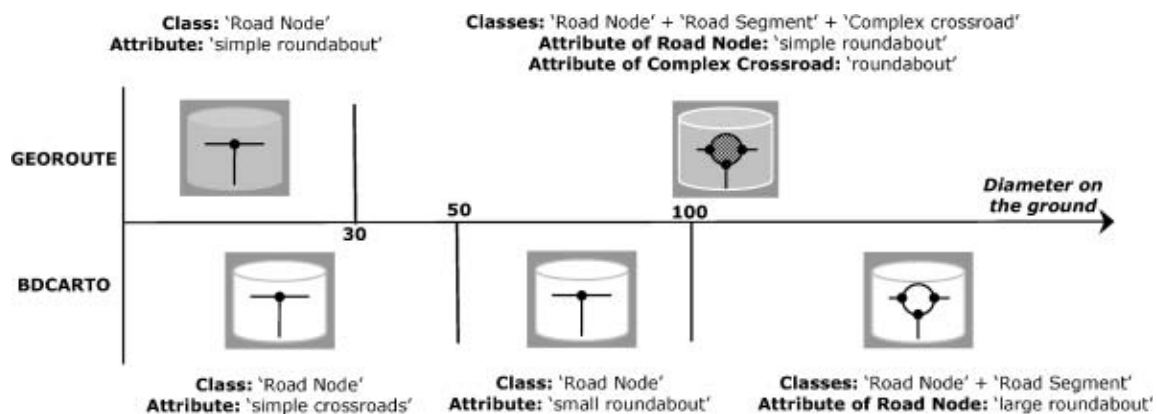 Class: ‘Road Node’
Attribute: ‘simple roundabout’
Classes: ‘Road Node’ + ‘Road Segment’ + ‘Complex crossroad’
Attribute of Road Node: ‘simple roundabout’
Attribute of Complex Crossroad: ‘roundabout’
GEOROUTE
Diameter on
the ground
30
50
100
BDCARTO
Class: ‘Road Node’
Attribute: ‘simple crossroads’
Class: ‘Road Node’
Attribute: ‘small roundabout’
Classes: ‘Road Node’ + ‘Road Segment’
Attribute of Road Node: ‘large roundabout’